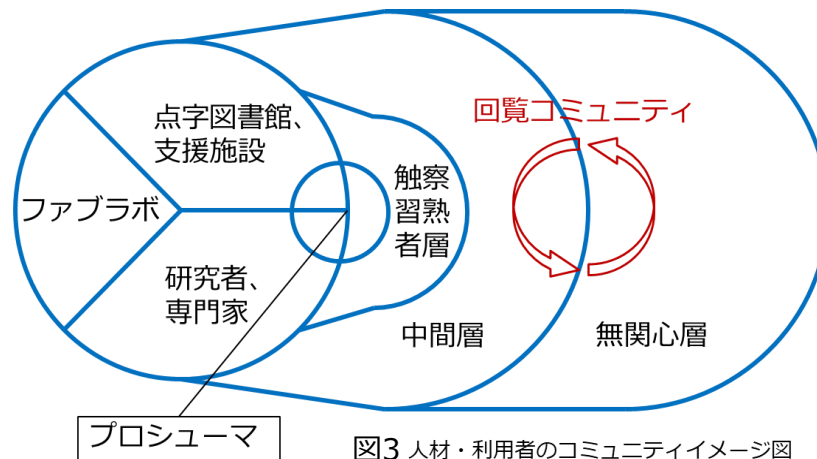 点字図書館、
支援施設
ファブラボ
研究者、
専門家
触察
習熟
者層
回覧コミュニティ
中間層
無関心層
プロシューマ
図3 人材・利用者のコミュニティイメージ図